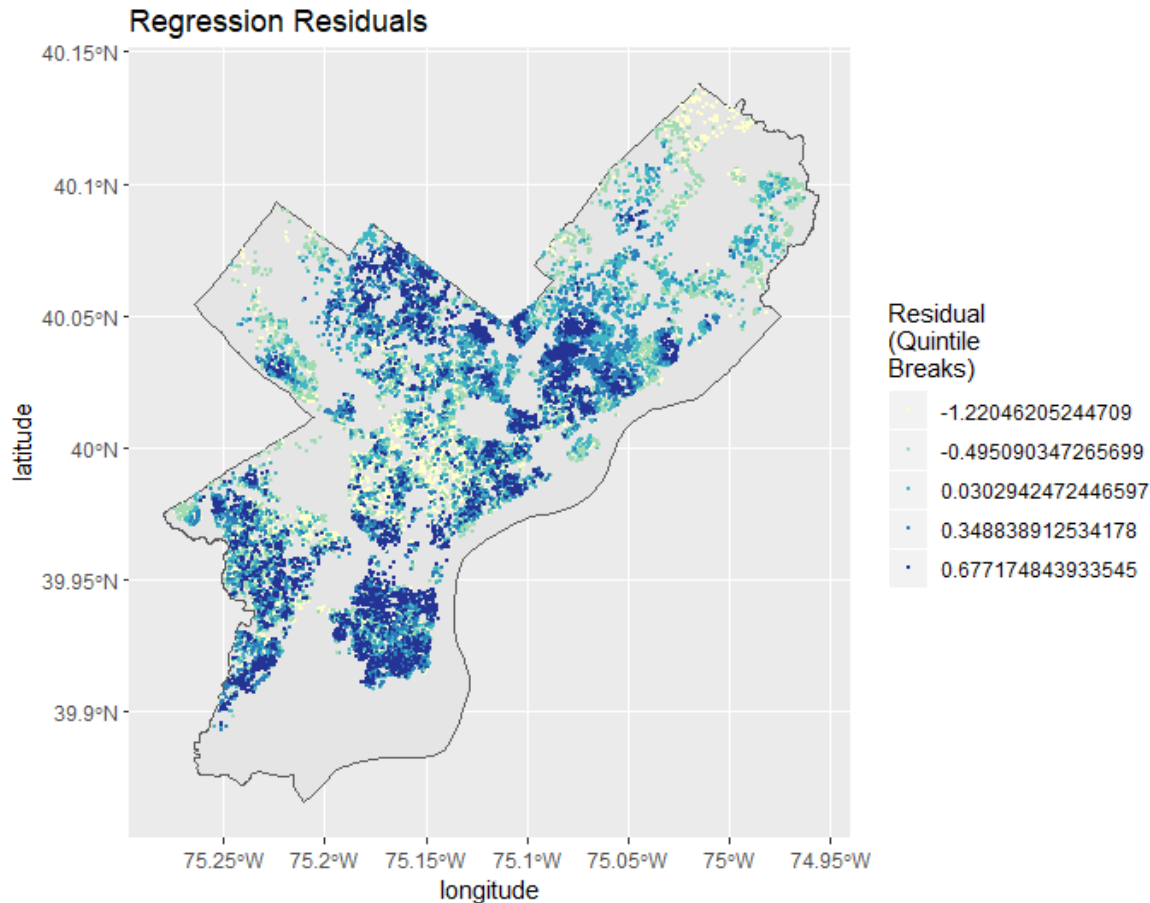 Regression Residuals
40.15°N
40.1°N
40.05°N
40°N
39.95°N
39.9°N
latitude
75.25°W 75.2°W 75.15°W 75.1°W 75.05°W 75°W 74.95°W
longitude
Residual
(Quintile
Breaks)
-1.22046205244709
-0.495090347265699
0.0302942472446597
0.348838912534178
0.677174843933545